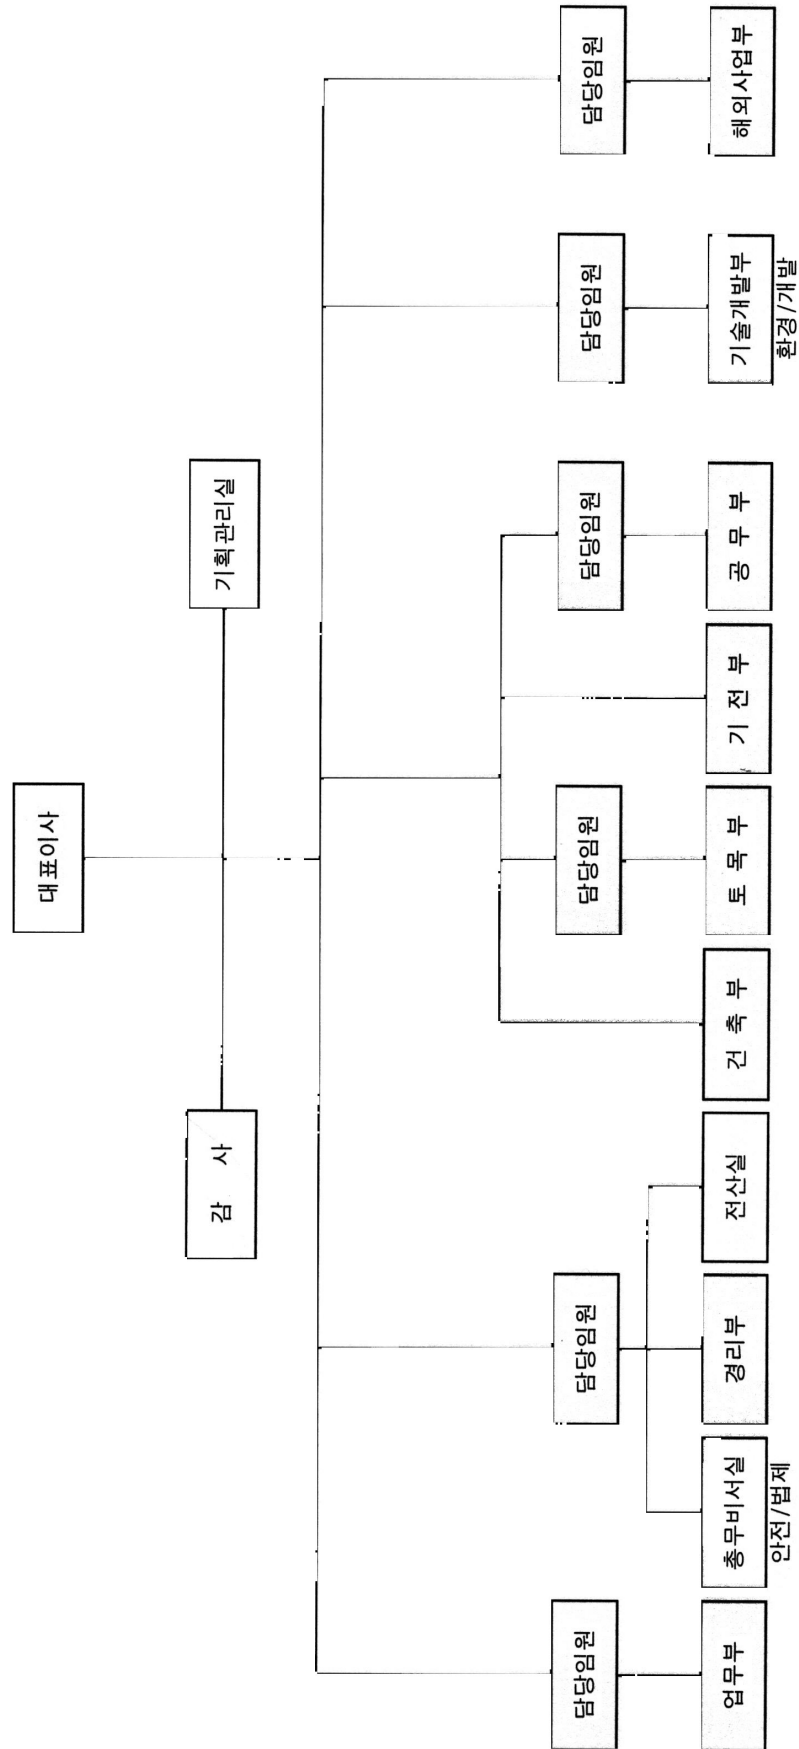 대표이사
감 사
기획관리실
담당임원
담당임원
담당임원
담당임원
담당임원
담당임원
업무부
총무비서실
경리부
전산실
건 축 부
토 목 부
기 전 부
공 무 부
기술개발부
해외사업부
안전/법제
환경/개발